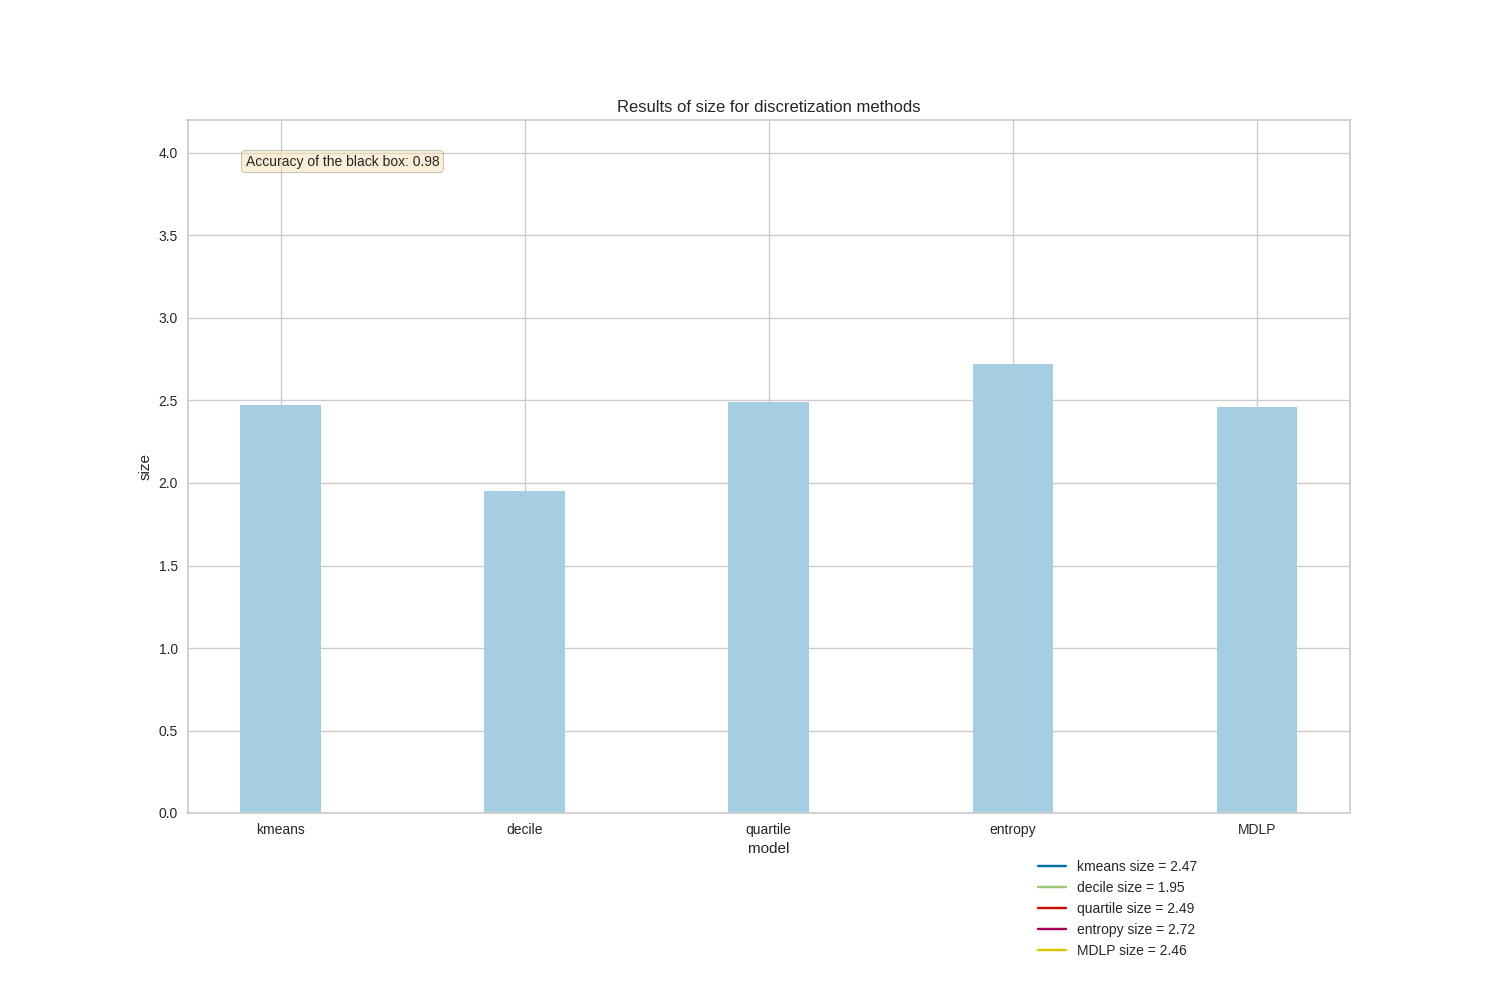 Results of size for discretization methods
Accuracy of the black box: 0.98
4.0
3.5
3.0
2.5
2.0
1.5
1.0
0.5
0.0
size
kmeans decile quartile entropy MDLP
model
kmeans size = 2.47
decile size = 1.95
quartile size = 2.49
entropy size = 2.72
MDLP size = 2.46